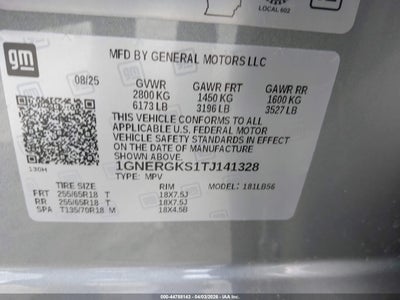 LOCAL 602
gm
MFD BY GENERAL MOTORS LLC
08/25 GVWR GAWR FRT GAWR RR
2800 KG 1450 KG 1600 KG
6173 LB 3196 LB 3527 LB
THIS VEHICLE CONFORMS TO ALL
APPLICABLE U.S. FEDERAL MOTOR
VEHICLE SAFETY STANDARDS IN EFFECT
ON THE DATE OF MANUFACTURE SHOWN ABOVE.
1GNERGKS1TJ141328
130H TYPE: MPV MODEL: 181LB56
TIRE SIZE RIM
FRT 255/65R18 T 18X7.5J
RR 255/65R18 T 18X7.5J
SPA T135/70R18 M 18X4.5B
000-44758143 - 04/03/2026 -